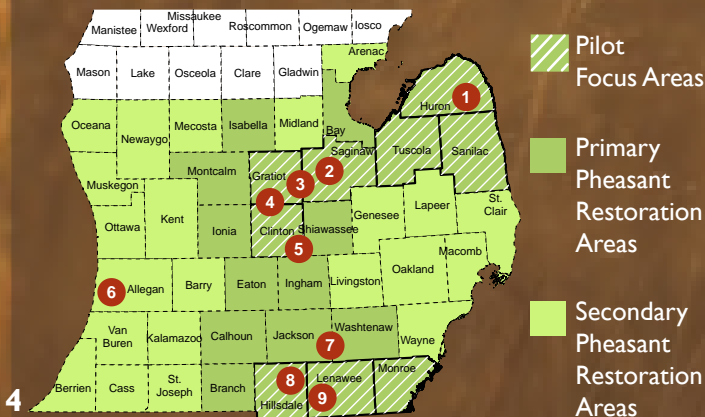 Manistee Missaukee Wexford Roscommon Ogemaw Iosco
Arenac
Mason Lake Osceola Clare Gladwin
Huron 1
Oceana Newaygo Mecosta Isabella Midland Bay
Saginaw Tuscola Sanilac
Muskegon Montcalm Gratiot 3 2
4
Ottawa Kent Ionia Clinton Shiawassee Genesee Lapeer St.
Clair
5
6 Allegan Barry Eaton Ingham Livingston Oakland Macomb
Van
Buren Kalamazoo Calhoun Jackson Washtenaw Wayne
7
Berrien Cass St.
Joseph Branch Hillsdale 8 Lenawee 9 Monroe
4
Pilot
Focus Areas
Primary
Pheasant
Restoration
Areas
Secondary
Pheasant
Restoration
Areas